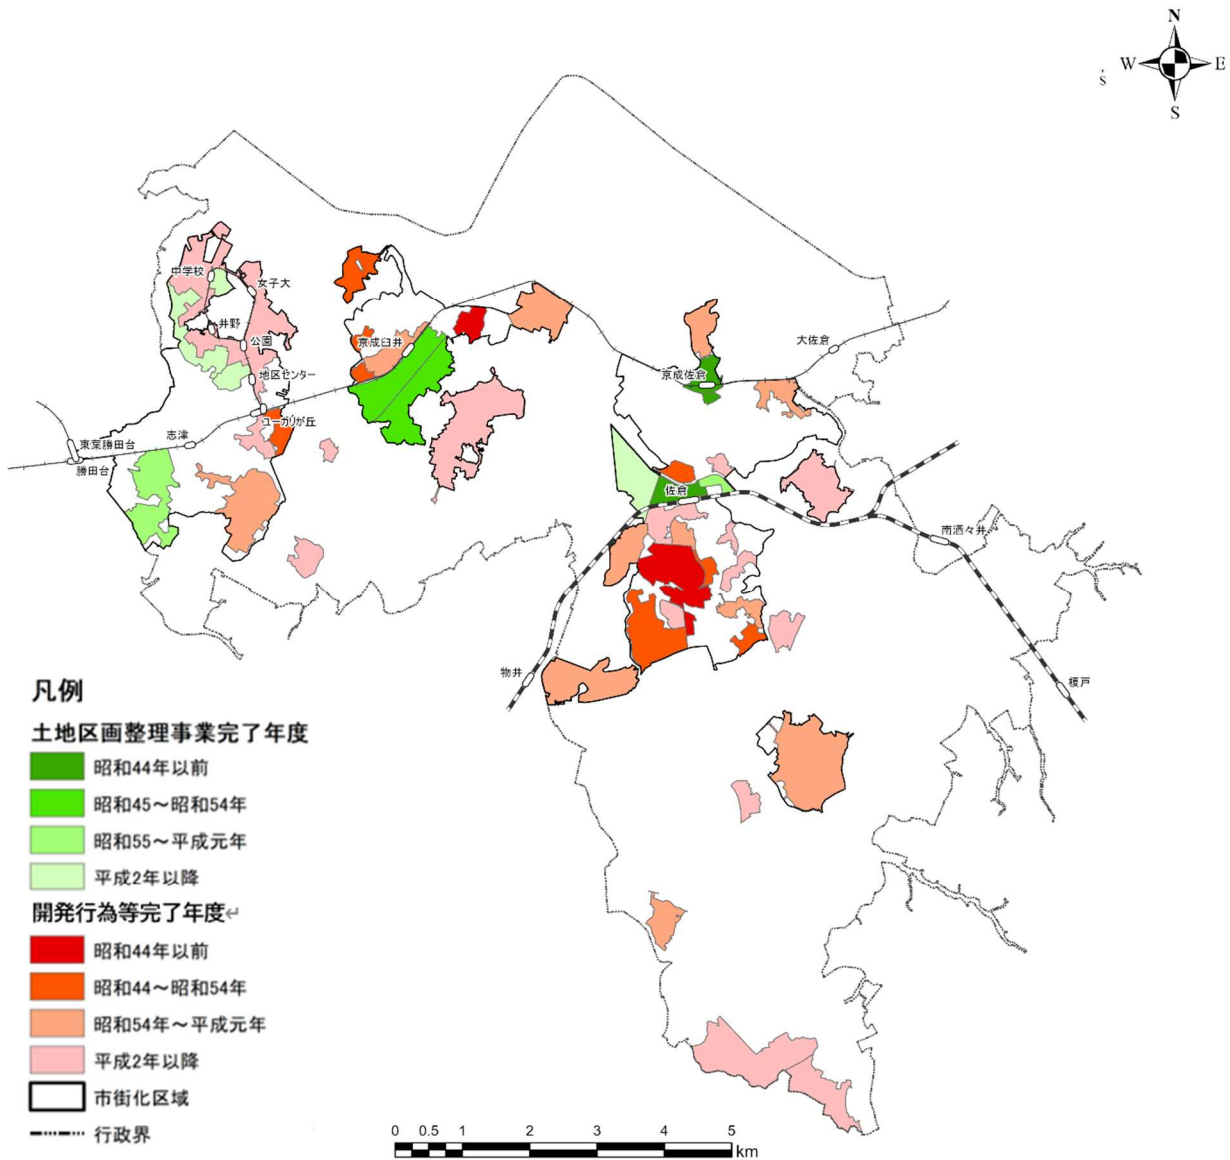 N
W E
S
's
中学校
女子大
井野
公園
地区センター
ユーカリが丘
志津
東葉勝田台
勝田台
京成臼井
京成佐倉
大佐倉
佐倉
南酒々井
物井
榎戸
凡例
土地区画整理事業完了年度
昭和44年以前
昭和45～昭和54年
昭和55～平成元年
平成2年以降
開発行為等完了年度↵
昭和44年以前
昭和44～昭和54年
昭和54年～平成元年
平成2年以降
市街化区域
行政界
0 0.5 1 2 3 4 5
km